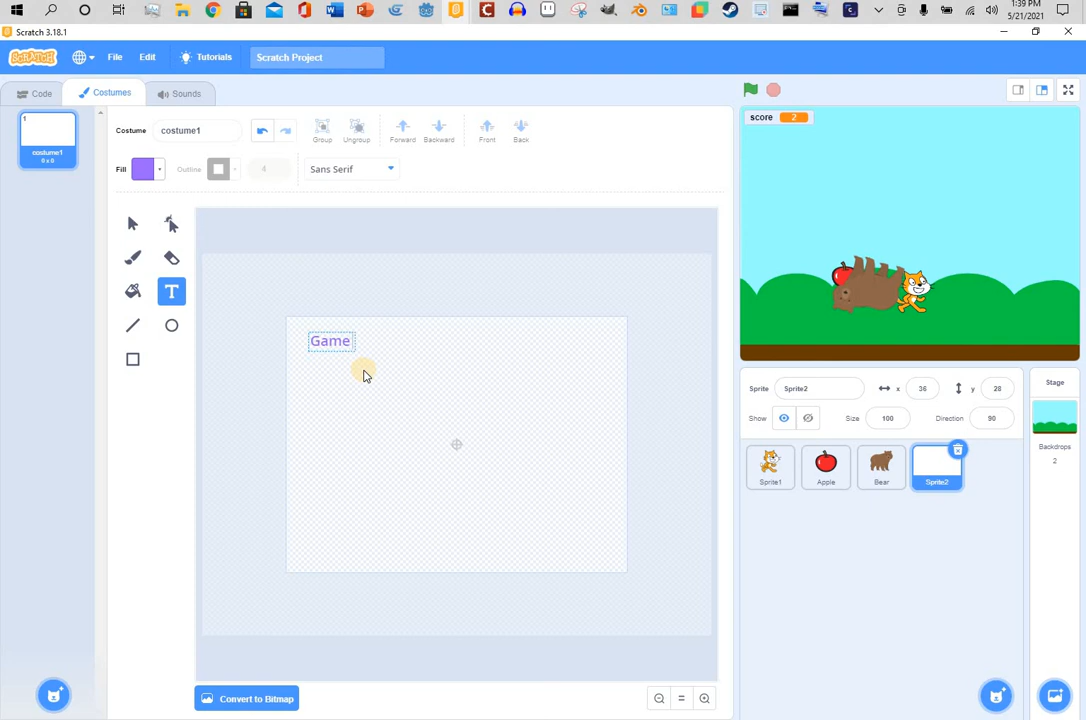 1:39 PM
5/21/2021
Scratch 3.18.1
SCRATCH File Edit Tutorials Scratch Project
Code Costumes Sounds
1
costume1
0 x 0
Costume costume1 Group Ungroup Forward Backward Front Back
Fill Outline 4 Sans Serif
T
Game
Convert to Bitmap
score 2
Sprite Sprite2 x 36 y 28
Show Size 100 Direction 90
Sprite1 Apple Bear Sprite2
Stage
Backdrops
2